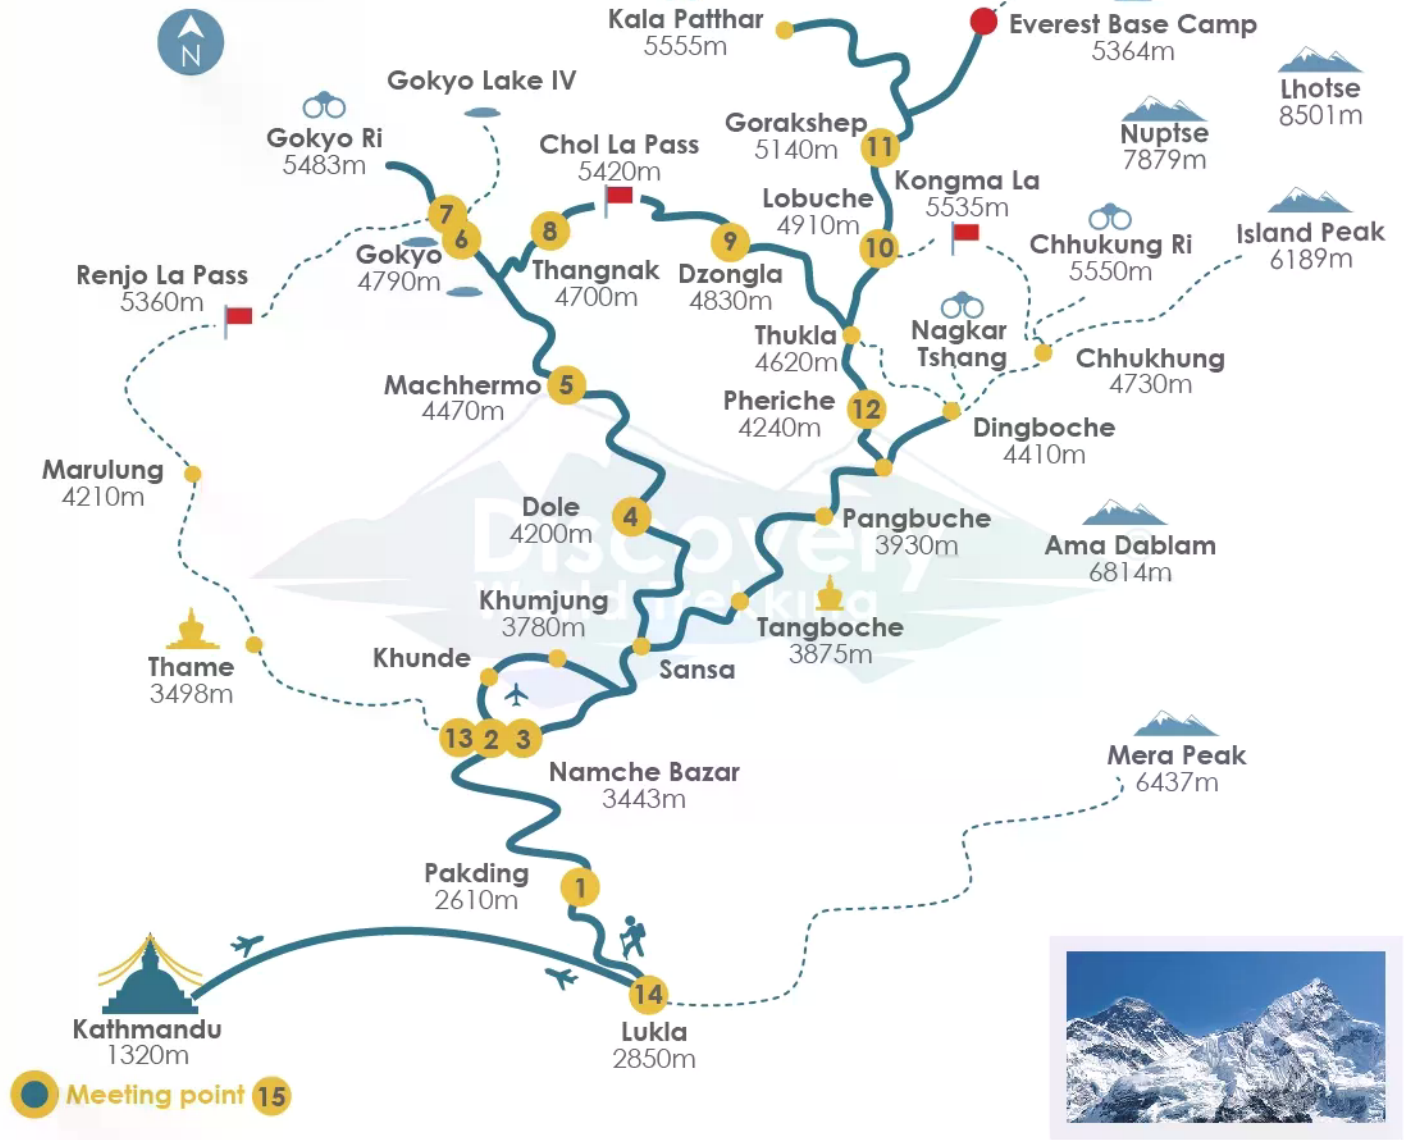 Kala Patthar
5555m
Everest Base Camp
5364m
N
Gokyo Lake IV
Lhotse
8501m
Gokyo Ri
5483m
Chol La Pass
5420m
Gorakshep
5140m
11
Nuptse
7879m
Lobuche
4910m
10
Kongma La
5535m
7
6
8
9
Gokyo
4790m
Thangnak
4700m
Dzongla
4830m
Chhukung Ri
5550m
Island Peak
6189m
Renjo La Pass
5360m
Thukla
4620m
Nagkar
Tshang
Chhukhung
4730m
Machhermo
4470m
5
Pheriche
4240m
12
Dingboche
4410m
Marulung
4210m
Dole
4200m
4
Pangbuche
3930m
Ama Dablam
6814m
Discovery
World Trekking
Khumjung
3780m
Tangboche
3875m
Thame
3498m
Khunde
Sansa
13
2
3
Namche Bazar
3443m
Mera Peak
6437m
Pakding
2610m
1
14
Kathmandu
1320m
Lukla
2850m
Meeting point 15